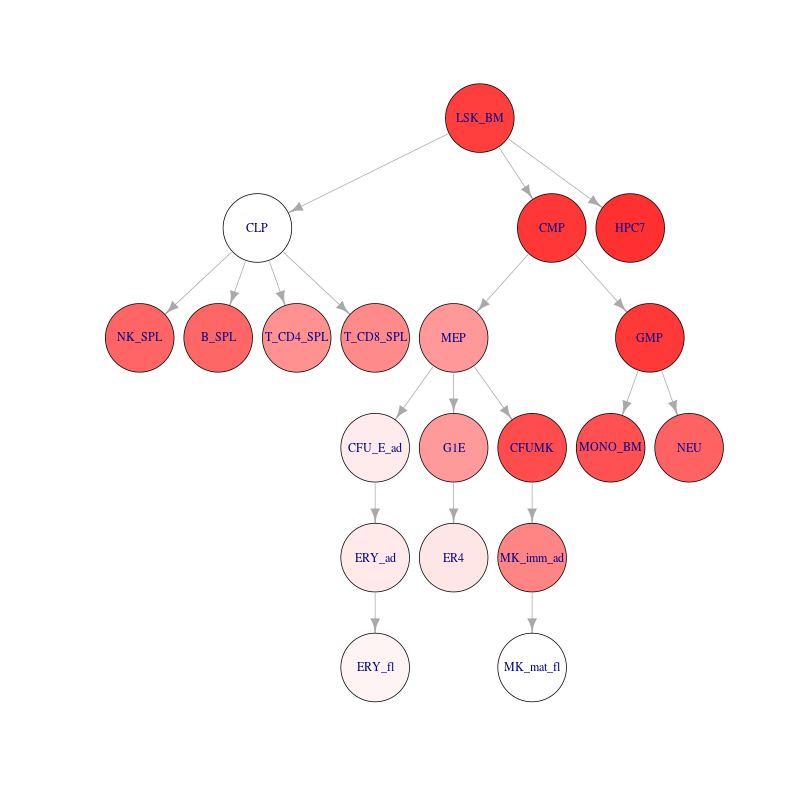 LSK_BM
CLP
CMP
HPC7
NK_SPL
B_SPL
T_CD4_SPL
T_CD8_SPL
MEP
GMP
CFU_E_ad
G1E
CFUMK
MONO_BM
NEU
ERY_ad
ER4
MK_imm_ad
ERY_fl
MK_mat_fl